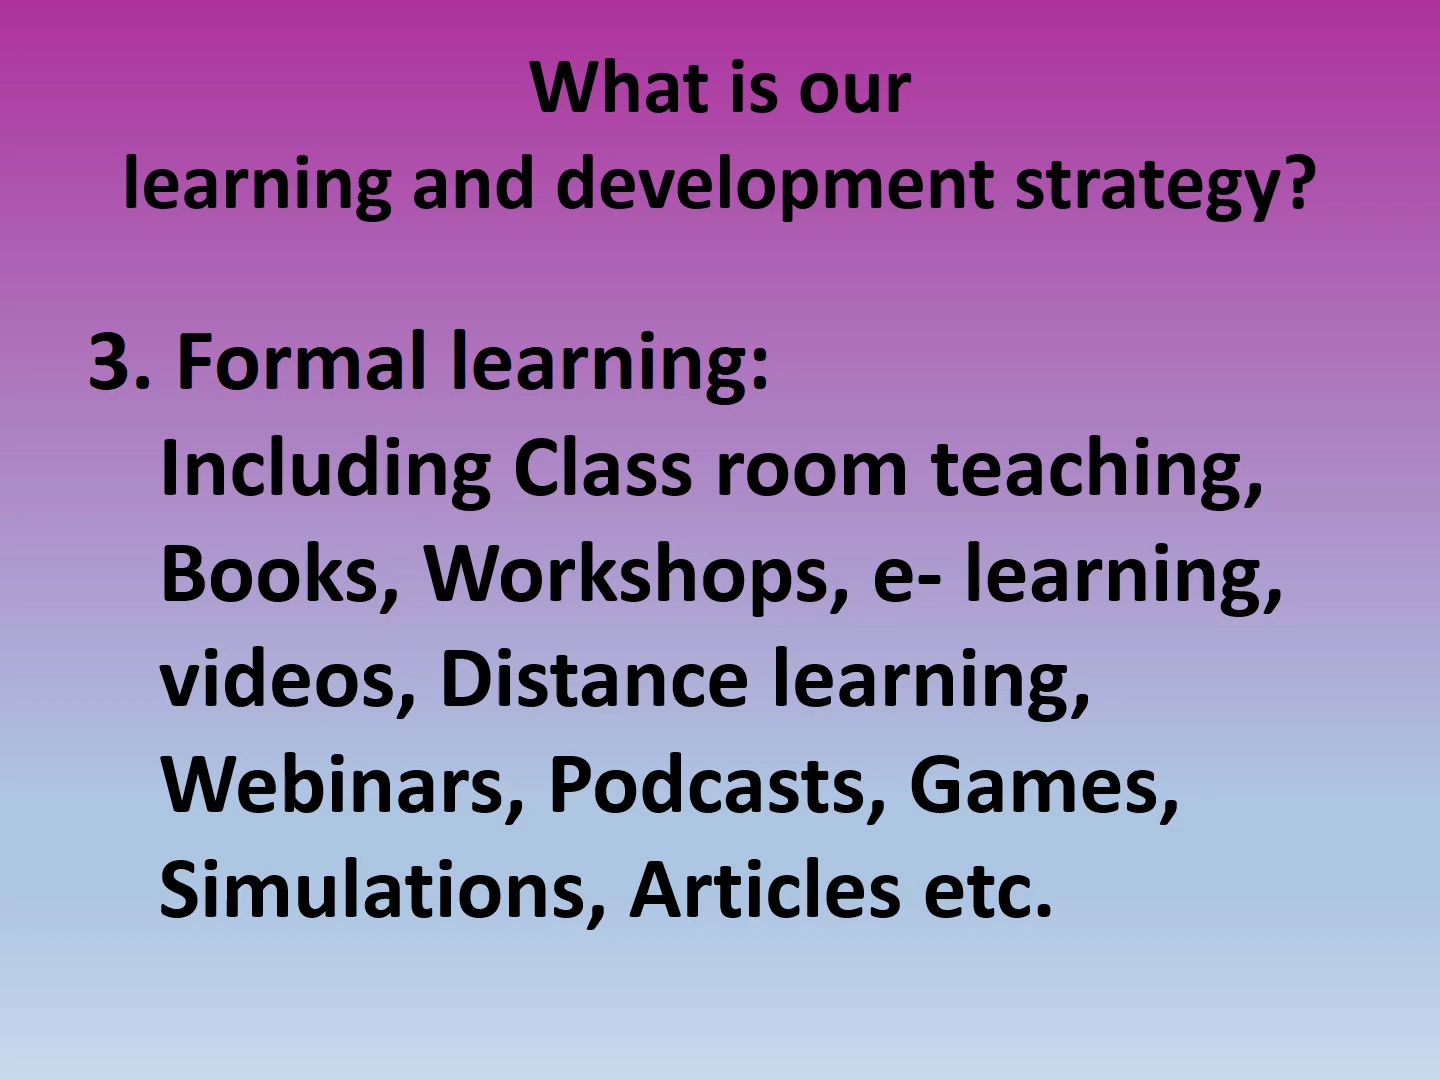 What is our
learning and development strategy?
3. Formal learning:
Including Class room teaching,
Books, Workshops, e- learning,
videos, Distance learning,
Webinars, Podcasts, Games,
Simulations, Articles etc.